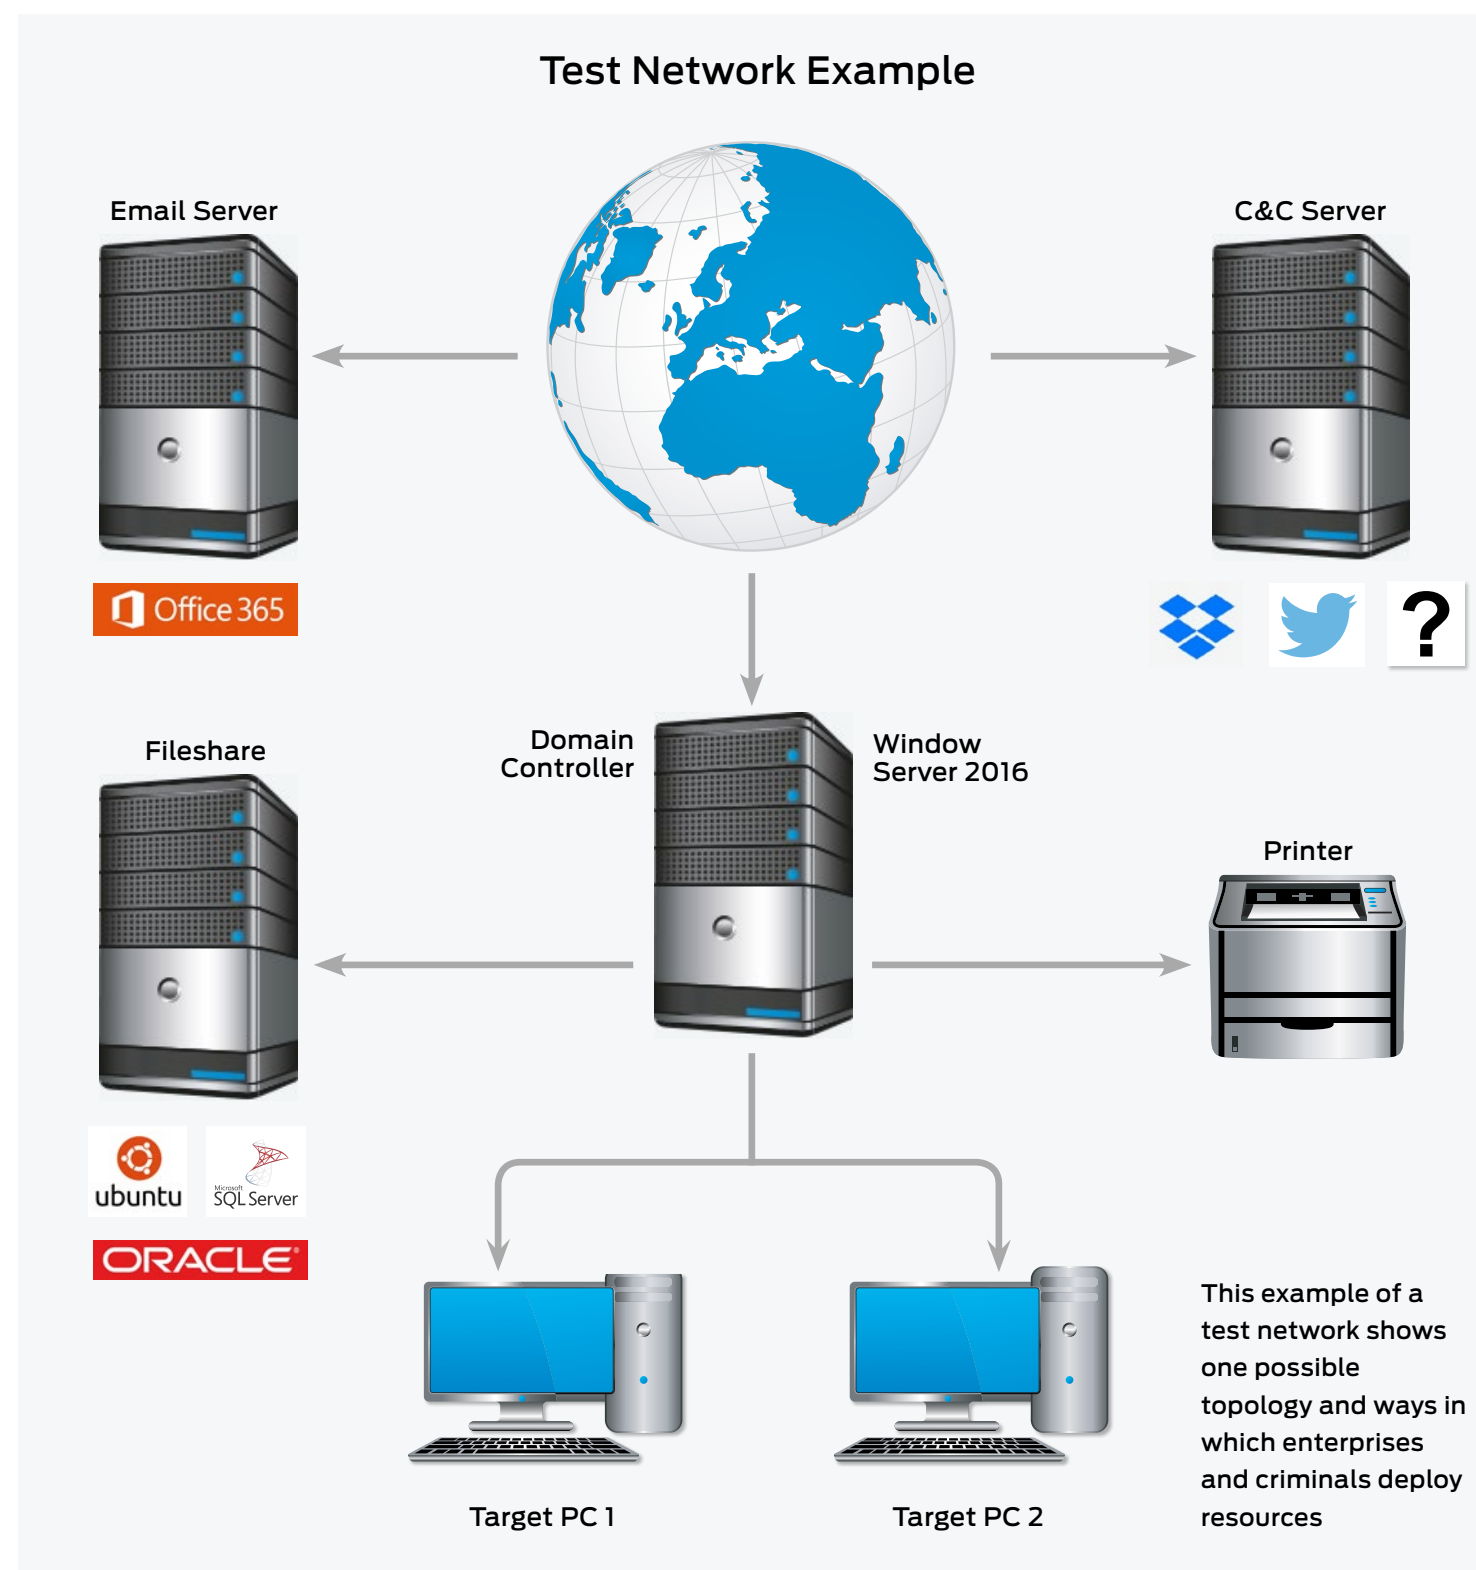 Test Network Example
Email Server
C&C Server
Office 365
?
Domain
Controller
Window
Server 2016
Fileshare
Printer
ubuntu
Microsoft
SQL Server
ORACLE
This example of a
test network shows
one possible
topology and ways in
which enterprises
and criminals deploy
resources
Target PC 1
Target PC 2